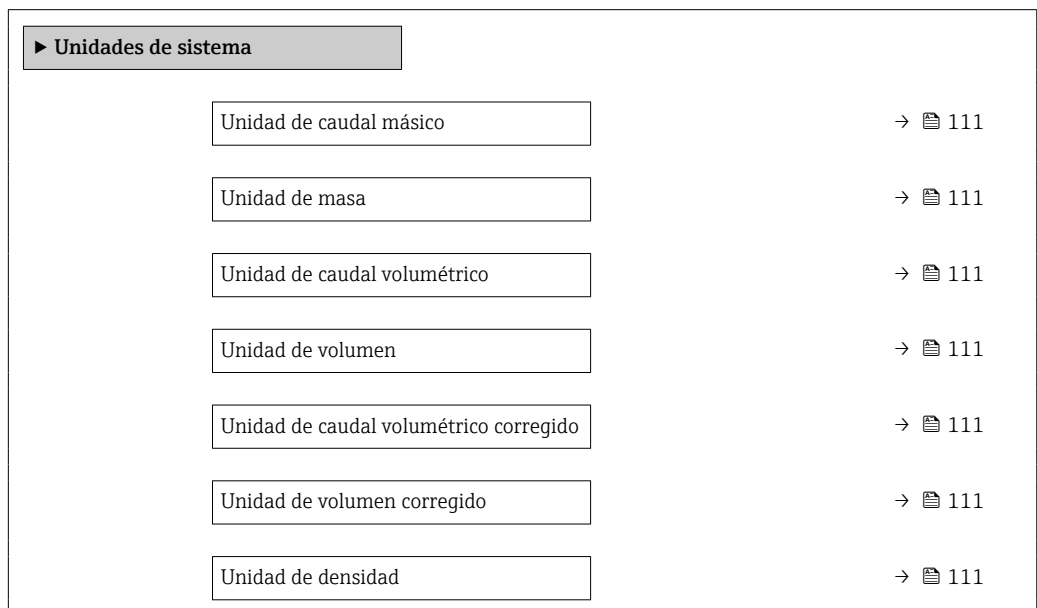 ▶ Unidades de sistema
Unidad de caudal másico → 111
Unidad de masa → 111
Unidad de caudal volumétrico → 111
Unidad de volumen → 111
Unidad de caudal volumétrico corregido → 111
Unidad de volumen corregido → 111
Unidad de densidad → 111